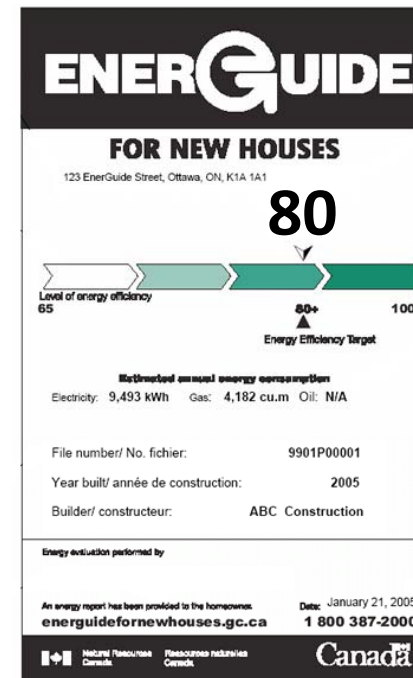 ENERGUIDE
FOR NEW HOUSES
123 EnerGuide Street, Ottawa, ON, K1A 1A1
80
Level of energy efficiency
65 80+ 100
Energy Efficiency Target
Estimated annual energy consumption
Electricity: 9,493 kWh Gas: 4,182 cu.m Oil: N/A
File number/ No. fichier: 9901P00001
Year built/ année de construction: 2005
Builder/ constructeur: ABC Construction
Energy evaluation performed by
An energy report has been provided to the homeowner. Date: January 21, 2005
energuidefornewhouses.gc.ca 1 800 387-2000
Natural Resources Ressources naturelles
Canada Canada
Canada